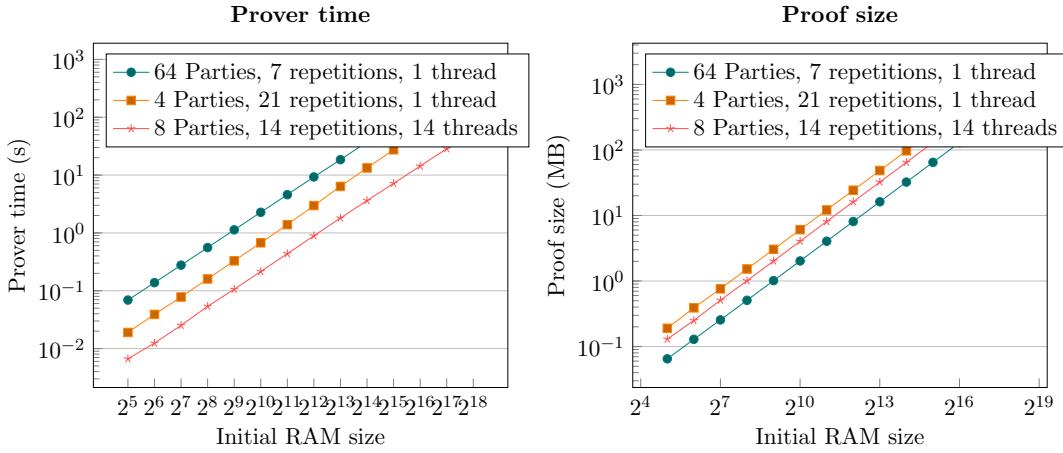 Prover time
Proof size
10^3
10^2
10^1
10^0
10^−1
10^−2
Prover time (s)
64 Parties, 7 repetitions, 1 thread
4 Parties, 21 repetitions, 1 thread
8 Parties, 14 repetitions, 14 threads
2^5 2^6 2^7 2^8 2^9 2^10 2^11 2^12 2^13 2^14 2^15 2^16 2^17 2^18
Initial RAM size
10^3
10^2
10^1
10^0
10^−1
Proof size (MB)
64 Parties, 7 repetitions, 1 thread
4 Parties, 21 repetitions, 1 thread
8 Parties, 14 repetitions, 14 threads
2^4 2^7 2^10 2^13 2^16 2^19
Initial RAM size